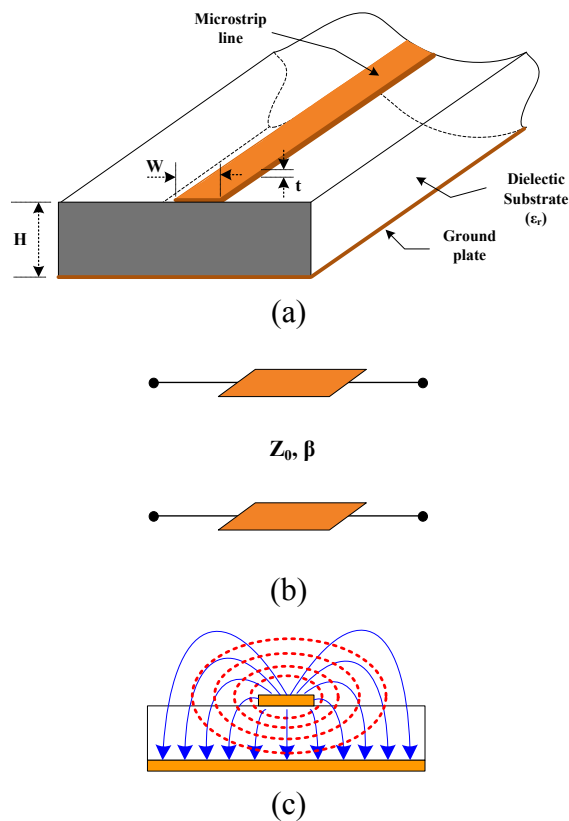 Microstrip
line
W
t
H
Dielectic
Substrate
(εr)
Ground
plate
(a)
Z0, β
(b)
(c)